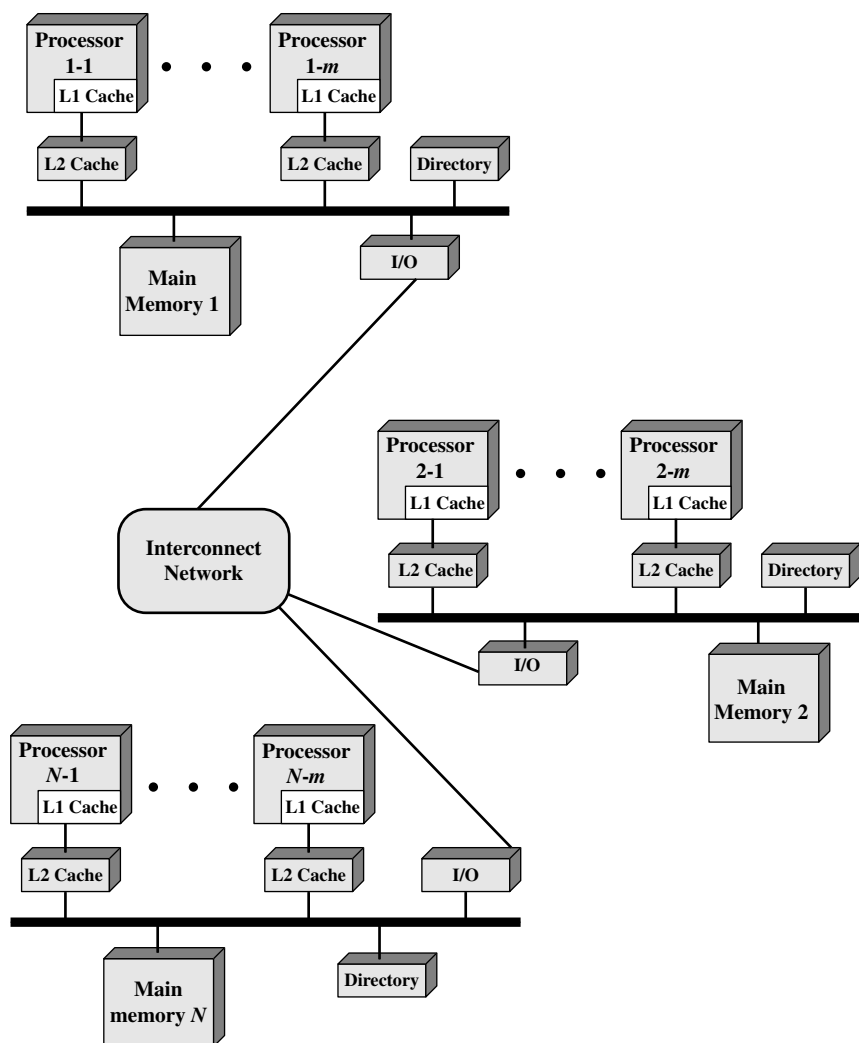 Processor
1-1
L1 Cache
Processor
1-m
L1 Cache
L2 Cache
L2 Cache
Directory
Main
Memory 1
I/O
Processor
2-1
L1 Cache
Processor
2-m
L1 Cache
Interconnect
Network
L2 Cache
L2 Cache
Directory
I/O
Main
Memory 2
Processor
N-1
L1 Cache
Processor
N-m
L1 Cache
L2 Cache
L2 Cache
I/O
Main
memory N
Directory